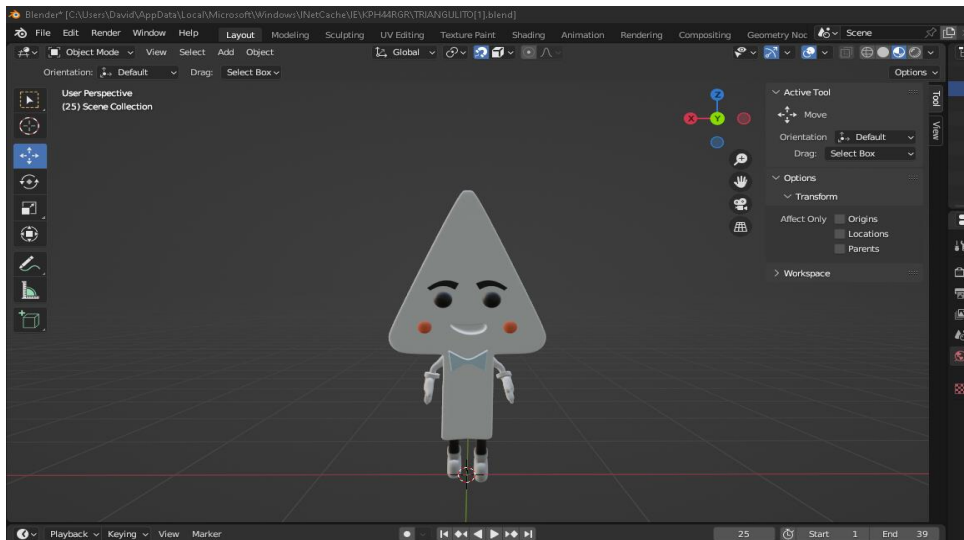 Blender* [C:\Users\David\AppData\Local\Microsoft\Windows\INetCache\IE\KPH44RGR\TRIANGULITO[1].blend]
File Edit Render Window Help Layout Modeling Sculpting UV Editing Texture Paint Shading Animation Rendering Compositing Geometry Noc Scene
Object Mode View Select Add Object Global
Orientation: Default Drag: Select Box Options
User Perspective
(25) Scene Collection
Z
X Y
Active Tool
Move
Orientation Default
Drag: Select Box
Options
Transform
Affect Only Origins
Locations
Parents
Workspace
Tool
View
Playback Keying View Marker 25 Start 1 End 39